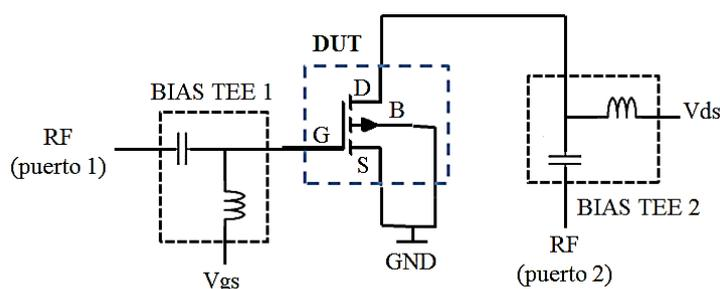 DUT
BIAS TEE 1
D
B
G
S
RF
(puerto 1)
Vgs
GND
Vds
BIAS TEE 2
RF
(puerto 2)